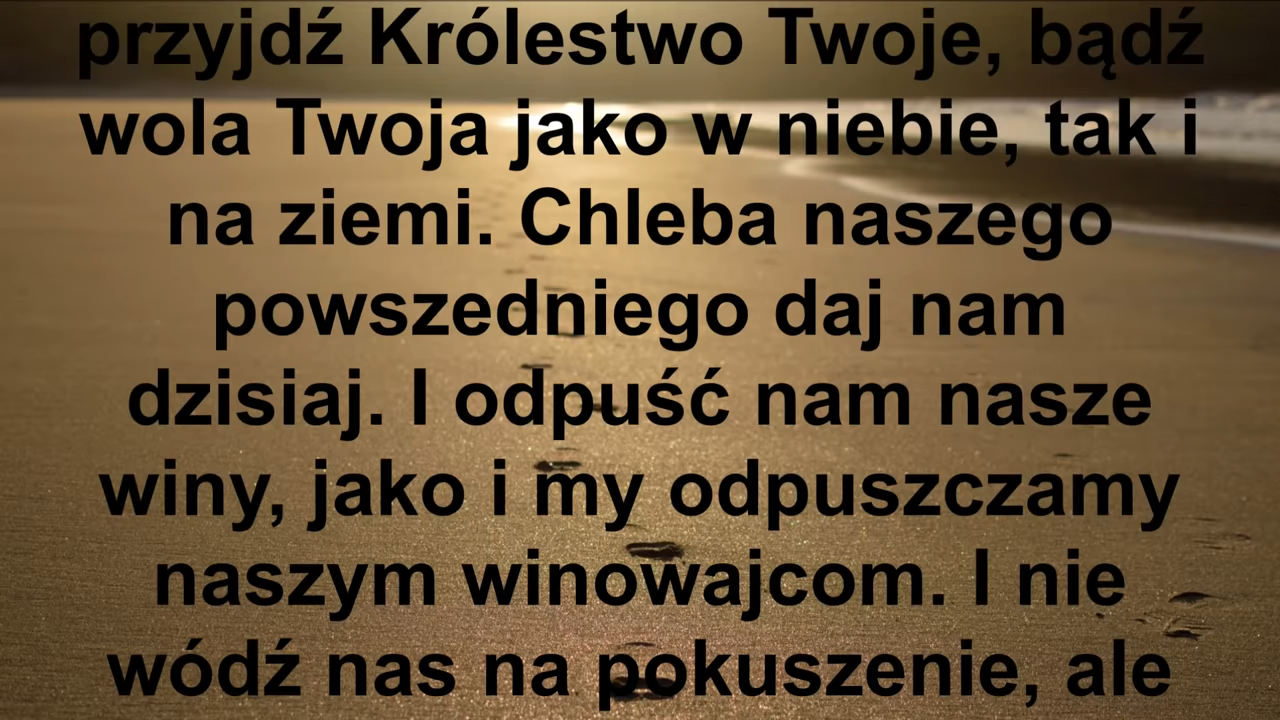 przyjdź Królestwo Twoje, bądź
wola Twoja jako w niebie, tak i
na ziemi. Chleba naszego
powszedniego daj nam
dzisiaj. I odpuść nam nasze
winy, jako i my odpuszczamy
naszym winowajcom. I nie
wódź nas na pokuszenie, ale